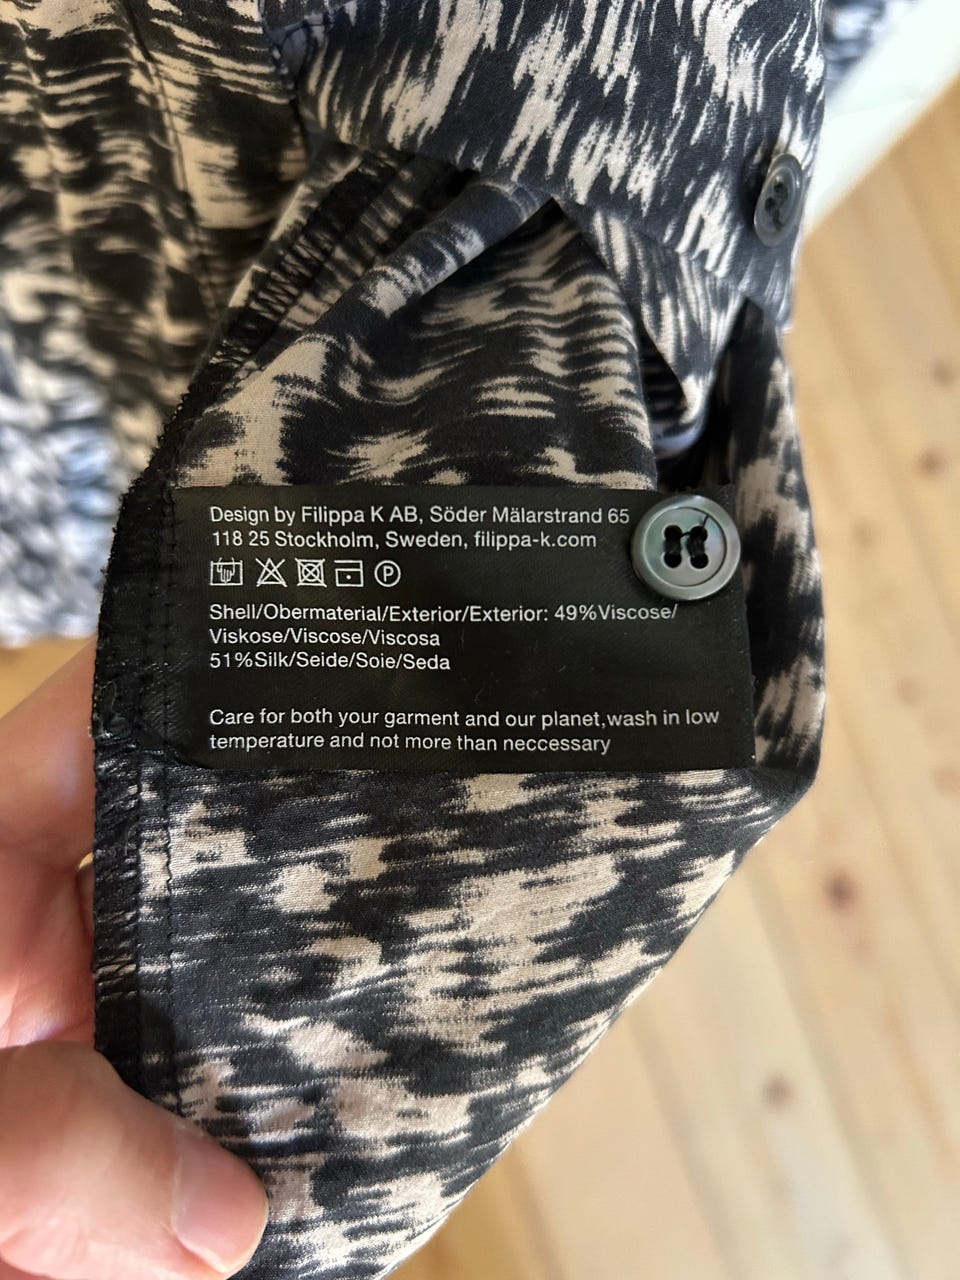 Design by Filippa K AB, Söder Mälarstrand 65
118 25 Stockholm, Sweden, filippa-k.com
P
Shell/Obermaterial/Exterior/Exterior: 49%Viscose/
Viskose/Viscose/Viscosa
51%Silk/Seide/Soie/Seda
Care for both your garment and our planet,wash in low
temperature and not more than neccessary